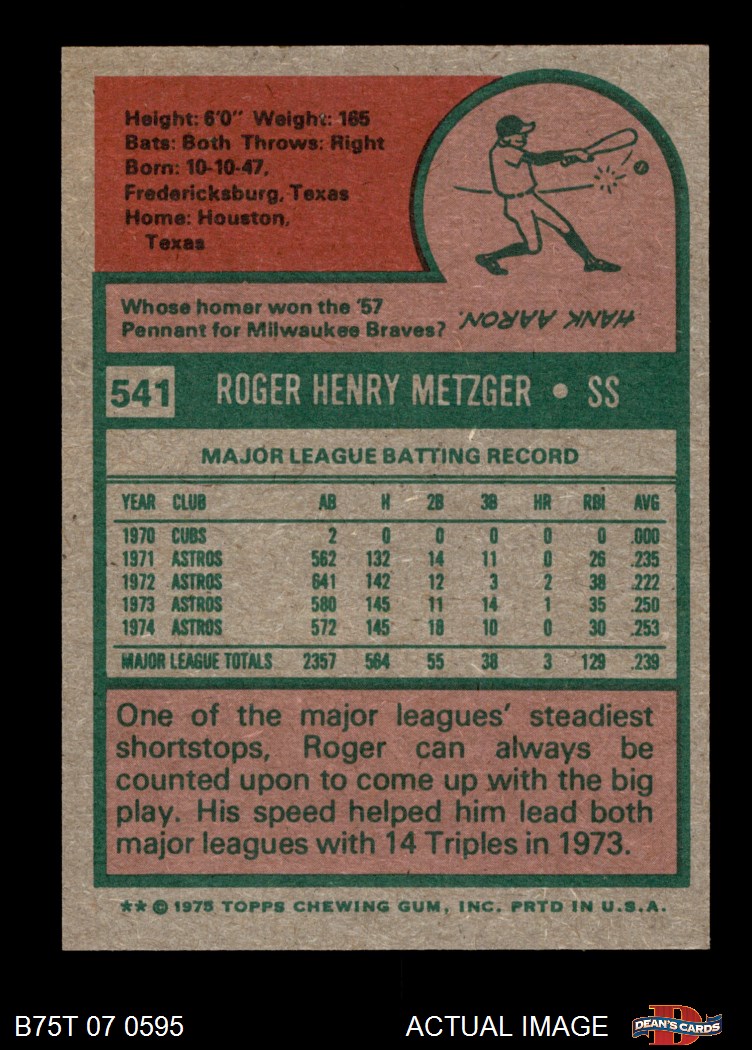 Height: 6'0" Weight: 165
Bats: Both Throws: Right
Born: 10-10-47,
Fredericksburg, Texas
Home: Houston,
Texas
Whose homer won the '57
Pennant for Milwaukee Braves?
HANK AARON.
541 ROGER HENRY METZGER • SS
MAJOR LEAGUE BATTING RECORD
YEAR CLUB AB H 2B 3B HR RBI AVG
1970 CUBS 2 0 0 0 0 0 .000
1971 ASTROS 562 132 14 11 0 26 .235
1972 ASTROS 641 142 12 3 2 38 .222
1973 ASTROS 580 145 11 14 1 35 .250
1974 ASTROS 572 145 18 10 0 30 .253
MAJOR LEAGUE TOTALS 2357 564 55 38 3 129 .239
One of the major leagues' steadiest
shortstops, Roger can always be
counted upon to come up with the big
play. His speed helped him lead both
major leagues with 14 Triples in 1973.
** © 1975 TOPPS CHEWING GUM, INC. PRTD IN U.S.A.
B75T 07 0595 ACTUAL IMAGE
D
DEAN'S CARDS